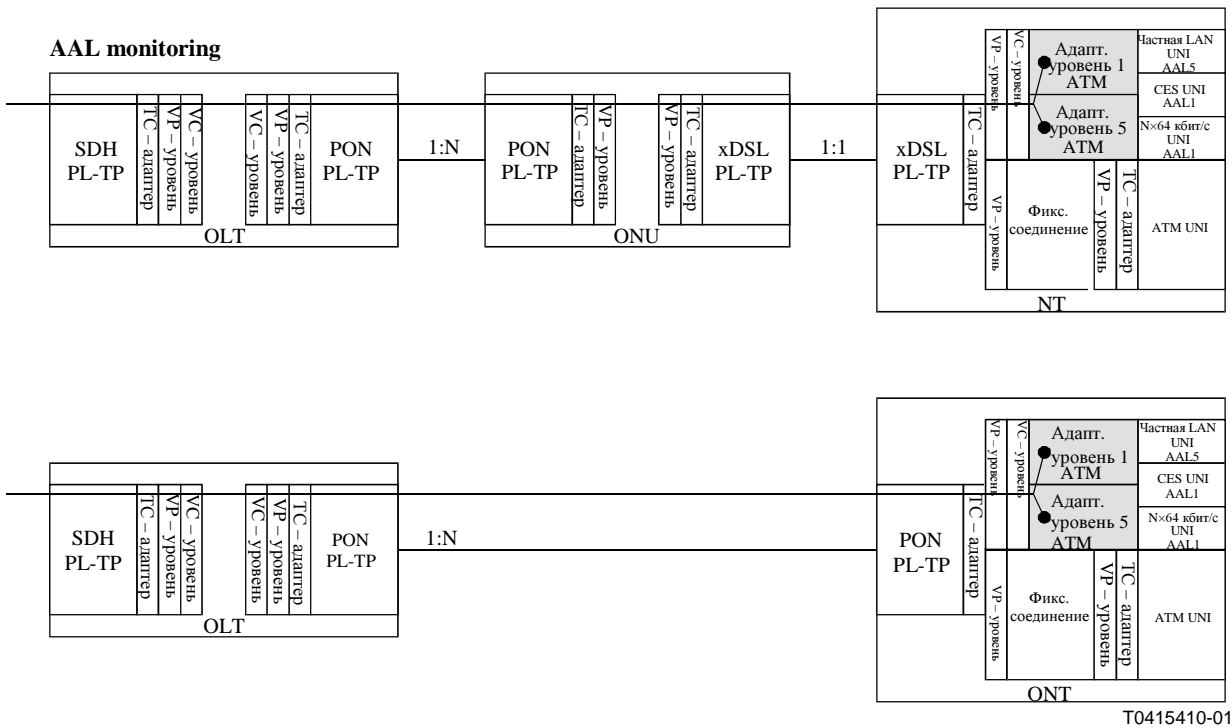 AAL monitoring
SDH
PL-TP
TC – адаптер
VP – уровень
VC – уровень
VC – уровень
VP – уровень
TC – адаптер
PON
PL-TP
OLT
1:N
PON
PL-TP
TC – адаптер
VP – уровень
VP – уровень
TC – адаптер
xDSL
PL-TP
ONU
1:1
xDSL
PL-TP
TC – адаптер
VP – уровень
VC – уровень
Адапт.
уровень 1
ATM
Адапт.
уровень 5
ATM
Частная LAN
UNI
AAL5
CES UNI
AAL1
N×64 кбит/с
UNI
AAL1
VP – уровень
Фикс.
соединение
VP – уровень
TC – адаптер
ATM UNI
NT
SDH
PL-TP
TC – адаптер
VP – уровень
VC – уровень
VC – уровень
VP – уровень
TC – адаптер
PON
PL-TP
OLT
1:N
PON
PL-TP
TC – адаптер
VP – уровень
VC – уровень
Адапт.
уровень 1
ATM
Адапт.
уровень 5
ATM
Частная LAN
UNI
AAL5
CES UNI
AAL1
N×64 кбит/с
UNI
AAL1
VP – уровень
Фикс.
соединение
VP – уровень
TC – адаптер
ATM UNI
ONT
T0415410-01